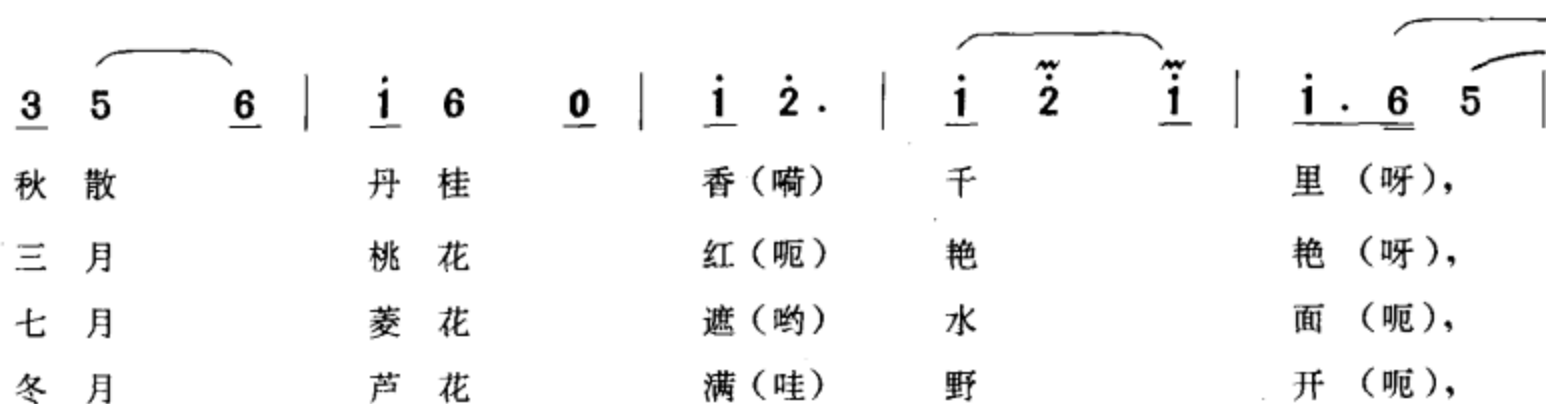 3 5 6 | i 6 0 | i 2̇ . | i 2̇ i | i . 6 5 |
秋 散 丹 桂 香（嗬） 千 里（呀），
三 月 桃 花 红（呃） 艳 艳（呀），
七 月 菱 花 遮（哟） 水 面（呃），
冬 月 芦 花 满（哇） 野 开（呃），